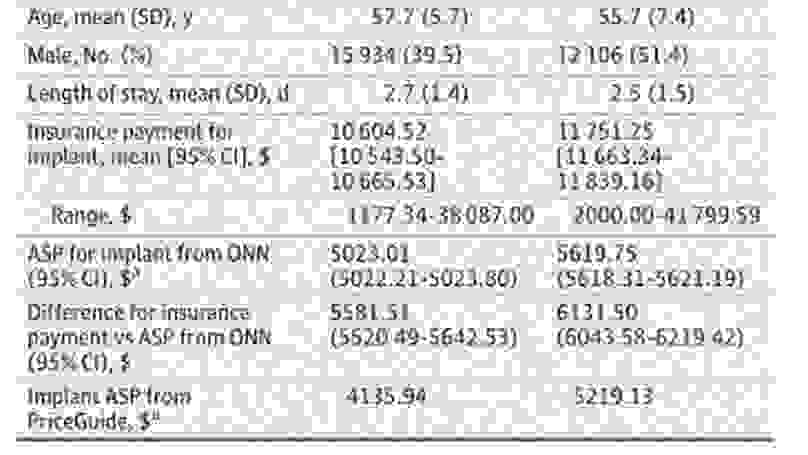 Age, mean (SD), y 57.7 (5.7) 55.7 (7.4)
Male, No. (%) 15 934 (39.5) 12 106 (51.4)
Length of stay, mean (SD), d 2.7 (1.4) 2.5 (1.5)
Insurance payment for 10 604.52 11 751.25
implant, mean [95% CI], $ [10 543.50- [11 663.34-
10 665.53] 11 839.16]
Range, $ 1177.34-38 087.00 2000.00-41 799.59
ASP for implant from ONN 5023.01 5619.75
(95% CI), $ (5022.21-5023.80) (5618.31-5621.19)
Difference for insurance 5581.51 6131.50
payment vs ASP from ONN (5520.49-5642.53) (6043.58-6219.42)
(95% CI), $
Implant ASP from 4135.94 5219.13
PriceGuide, $